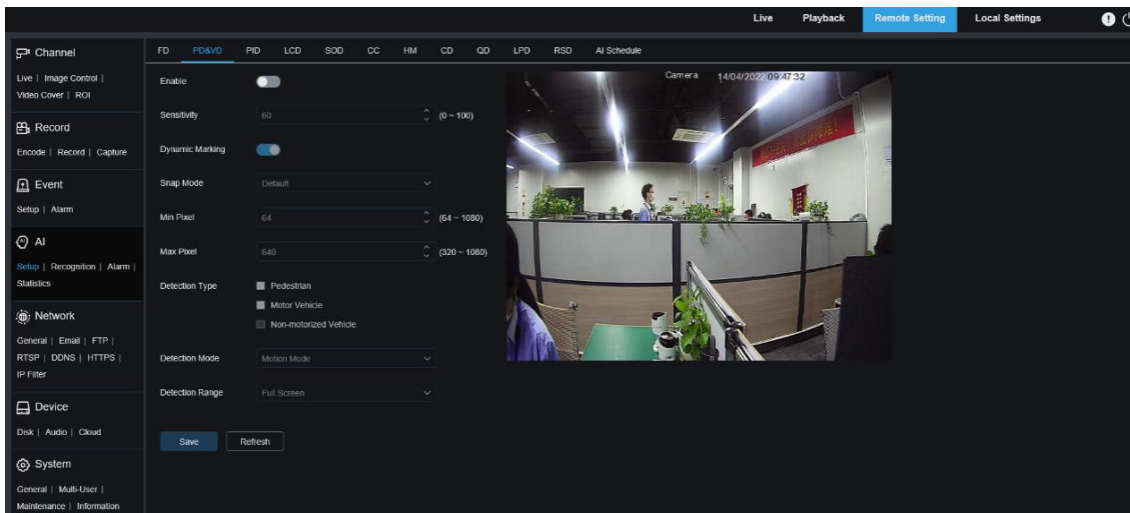 Live Playback Remote Setting Local Settings
Channel
Live | Image Control |
Video Cover | ROI
Record
Encode | Record | Capture
Event
Setup | Alarm
AI
Setup | Recognition | Alarm |
Statistics
Network
General | Email | FTP |
RTSP | DDNS | HTTPS |
IP Filter
Device
Disk | Audio | Cloud
System
General | Multi-User |
Maintenance | Information
FD PD&VD PID LCD SOD CC HM CD QD LPD RSD AI Schedule
Enable
Sensitivity 60 (0 ~ 100)
Dynamic Marking
Snap Mode Default
Min Pixel 64 (64 ~ 1080)
Max Pixel 640 (320 ~ 1080)
Detection Type Pedestrian
Motor Vehicle
Non-motorized Vehicle
Detection Mode Motion Mode
Detection Range Full Screen
Save Refresh
Camera 14/04/2022 09:47:32